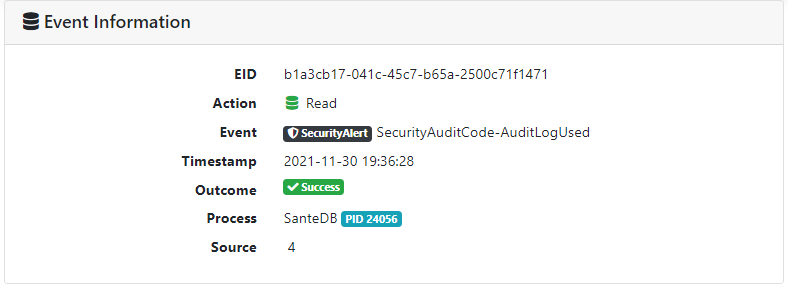 Event Information
EID b1a3cb17-041c-45c7-b65a-2500c71f1471
Action Read
Event SecurityAlert SecurityAuditCode-AuditLogUsed
Timestamp 2021-11-30 19:36:28
Outcome Success
Process SanteDB PID 24056
Source 4